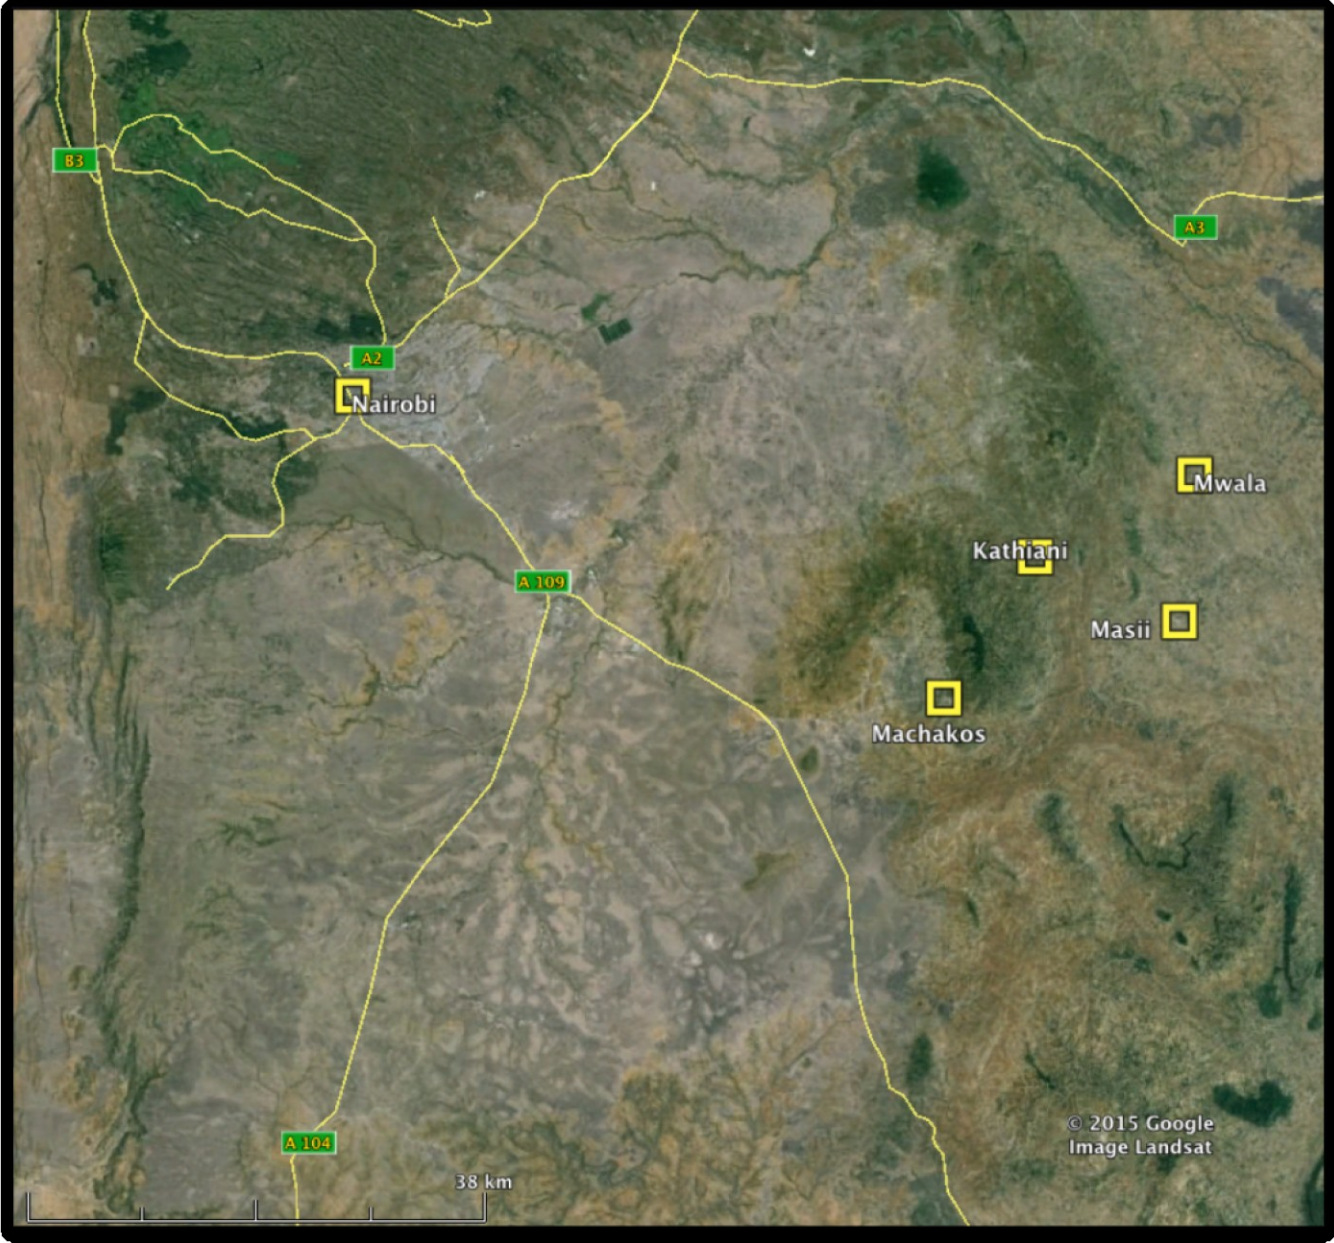 B3
A3
A2
Nairobi
Mwala
Kathiani
A 109
Masii
Machakos
© 2015 Google
Image Landsat
A 104
38 km